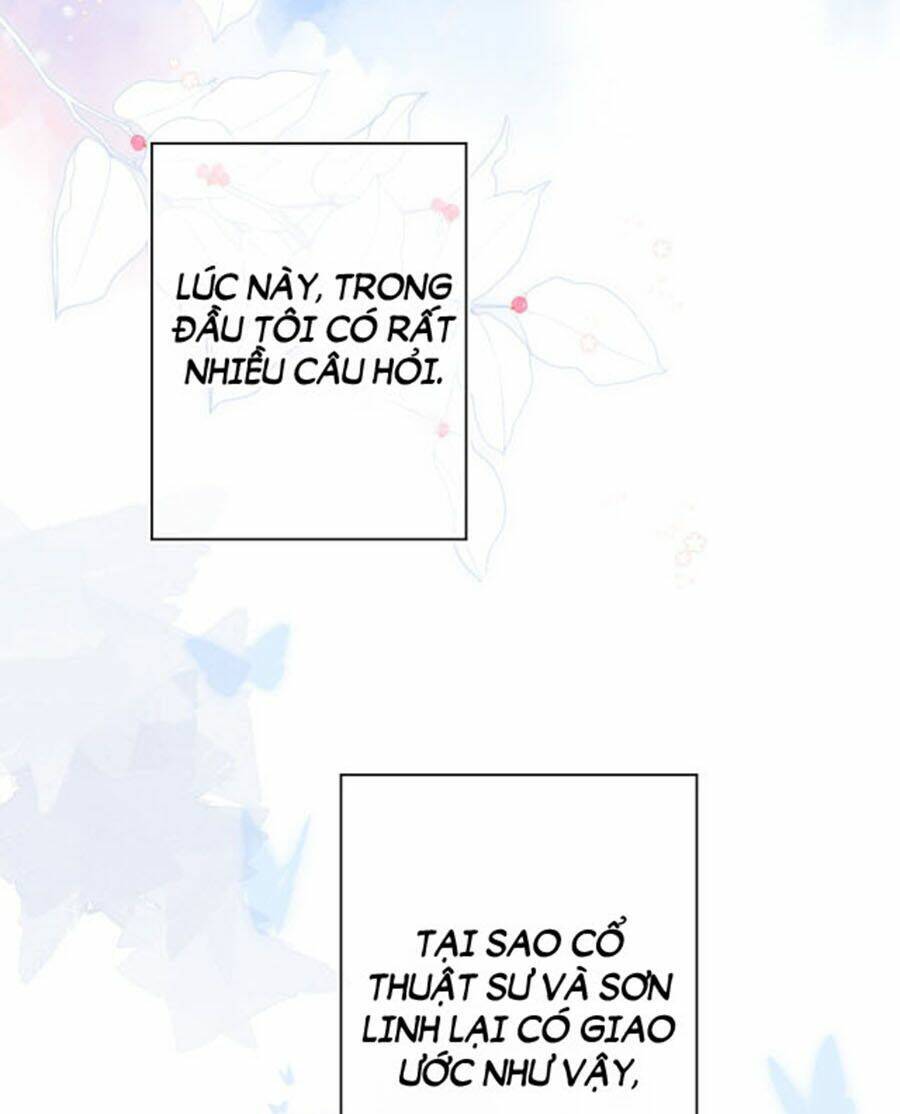 LÚC NÀY, TRONG
ĐẦU TÔI CÓ RẤT
NHIỀU CÂU HỎI.
TẠI SAO CỔ
THUẬT SƯ VÀ SƠN
LINH LẠI CÓ GIAO
ƯỚC NHƯ VẬY,